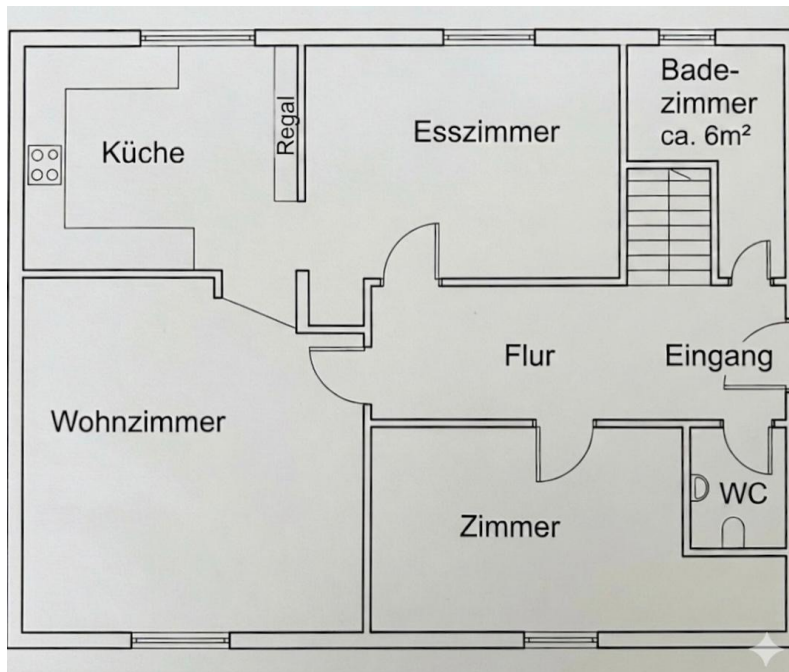 Küche
Regal
Esszimmer
Bade-
zimmer
ca. 6m²
Flur
Eingang
Wohnzimmer
Zimmer
WC